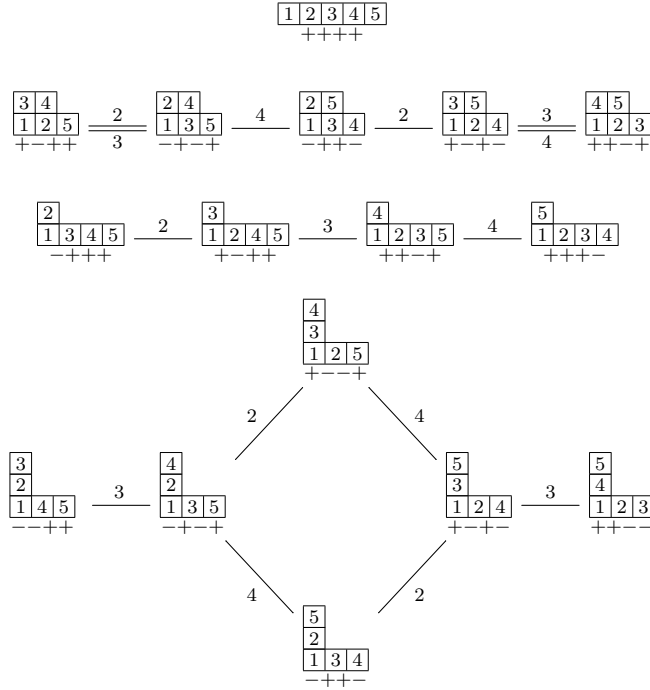 1 2 3 4 5
++++
3 4 2 4 2 5 3 5 4 5
1 2 5 2 1 3 5 4 1 3 4 2 1 2 4 3 1 2 3
3 4
+-++ -+-+ -++- +-+- ++-+
2 3 4 5
1 3 4 5 2 1 2 4 5 3 1 2 3 5 4 1 2 3 4
-+++ +-++ ++-+ +++-
4
3
1 2 5
+--+
2 4
3 4 5 5
2 2 3 4
1 4 5 3 1 3 5 1 2 4 3 1 2 3
--++ -+-+ +-+- ++--
4 2
5
2
1 3 4
-++-